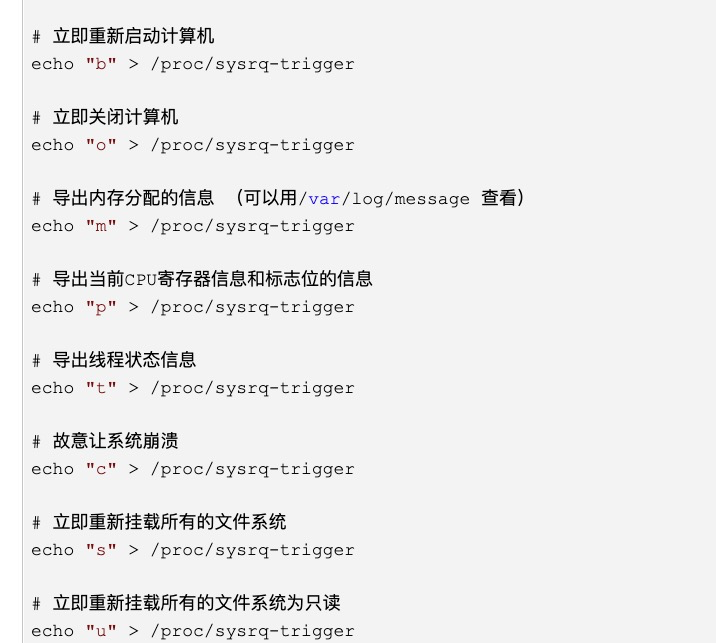 # 立即重新启动计算机
echo "b" > /proc/sysrq-trigger
# 立即关闭计算机
echo "o" > /proc/sysrq-trigger
# 导出内存分配的信息 （可以用/var/log/message 查看）
echo "m" > /proc/sysrq-trigger
# 导出当前CPU寄存器信息和标志位的信息
echo "p" > /proc/sysrq-trigger
# 导出线程状态信息
echo "t" > /proc/sysrq-trigger
# 故意让系统崩溃
echo "c" > /proc/sysrq-trigger
# 立即重新挂载所有的文件系统
echo "s" > /proc/sysrq-trigger
# 立即重新挂载所有的文件系统为只读
echo "u" > /proc/sysrq-trigger